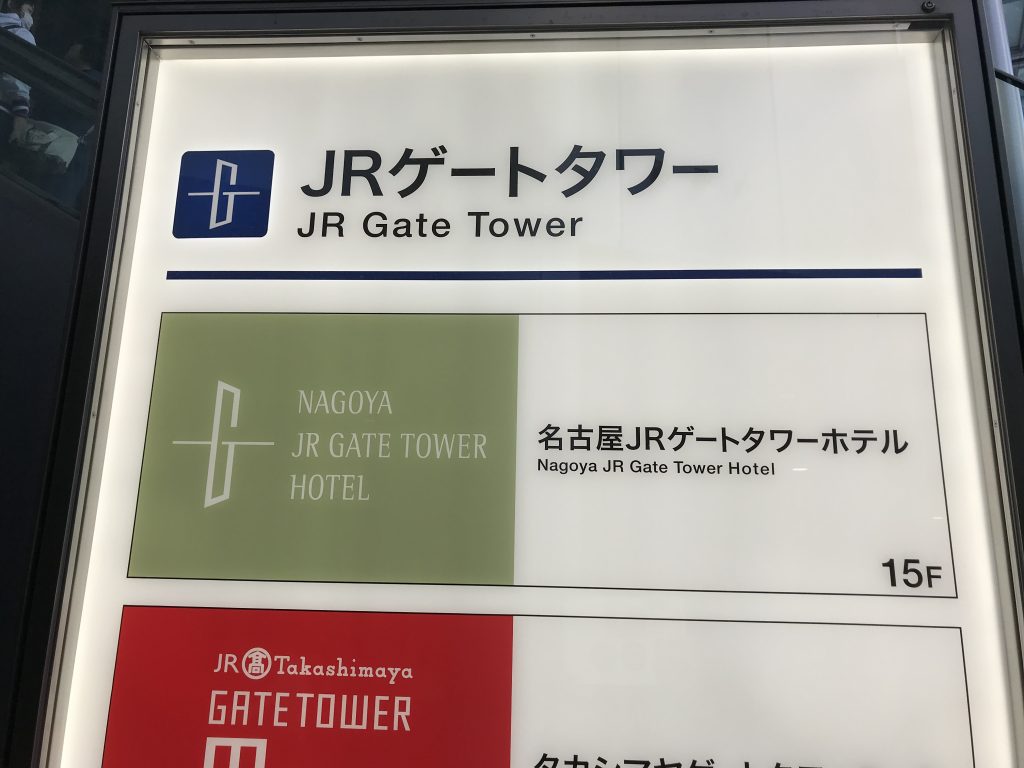 JRゲートタワー
JR Gate Tower
NAGOYA
JR GATE TOWER
HOTEL
名古屋JRゲートタワーホテル
Nagoya JR Gate Tower Hotel
15F
JR 髙 Takashimaya
GATETOWER